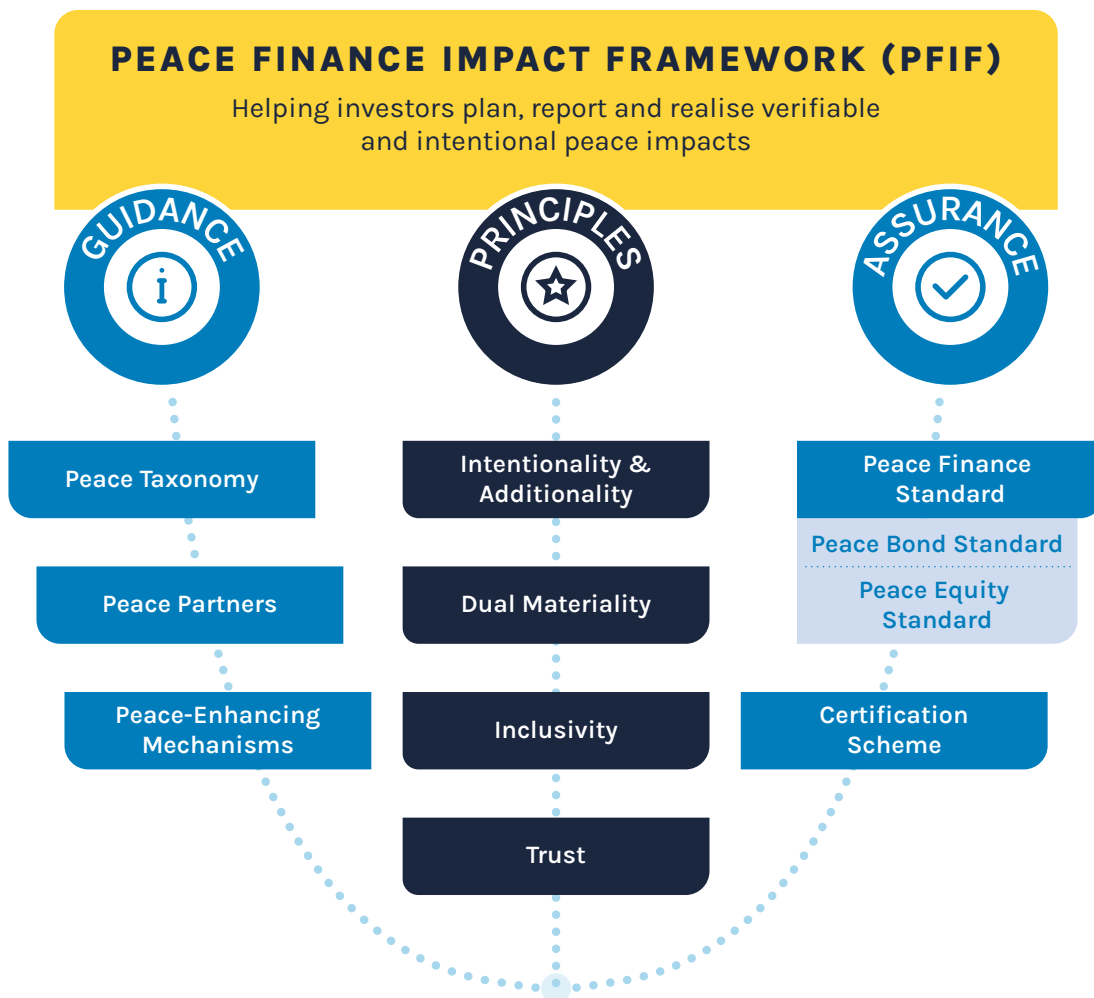 PEACE FINANCE IMPACT FRAMEWORK (PFIF)
Helping investors plan, report and realise verifiable
and intentional peace impacts
GUIDANCE
Peace Taxonomy
Peace Partners
Peace-Enhancing
Mechanisms
PRINCIPLES
Intentionality &
Additionality
Dual Materiality
Inclusivity
Trust
ASSURANCE
Peace Finance
Standard
Peace Bond Standard
Peace Equity
Standard
Certification
Scheme